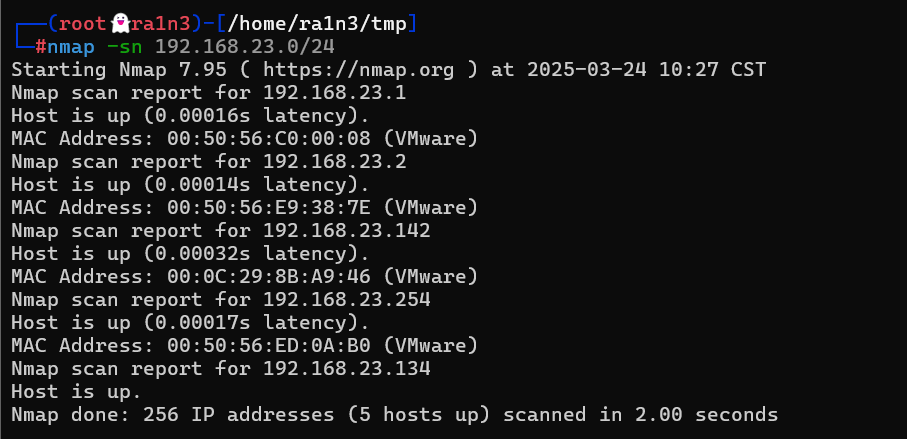 ┌──(root👻ra1n3)-[/home/ra1n3/tmp]
└─#nmap -sn 192.168.23.0/24
Starting Nmap 7.95 ( https://nmap.org ) at 2025-03-24 10:27 CST
Nmap scan report for 192.168.23.1
Host is up (0.00016s latency).
MAC Address: 00:50:56:C0:00:08 (VMware)
Nmap scan report for 192.168.23.2
Host is up (0.00014s latency).
MAC Address: 00:50:56:E9:38:7E (VMware)
Nmap scan report for 192.168.23.142
Host is up (0.00032s latency).
MAC Address: 00:0C:29:8B:A9:46 (VMware)
Nmap scan report for 192.168.23.254
Host is up (0.00017s latency).
MAC Address: 00:50:56:ED:0A:B0 (VMware)
Nmap scan report for 192.168.23.134
Host is up.
Nmap done: 256 IP addresses (5 hosts up) scanned in 2.00 seconds